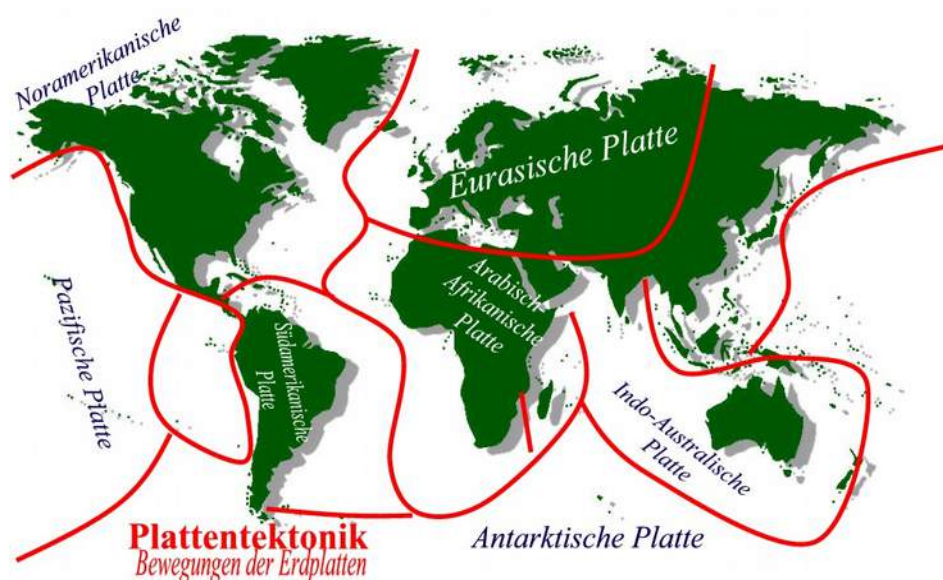 Noramerikanische
Platte
Eurasische Platte
Arabisch
Afrikanische
Platte
Pazifische Platte
Südamerikanische
Platte
Indo-Australische
Platte
Antarktische Platte
Plattentektonik
Bewegungen der Erdplatten